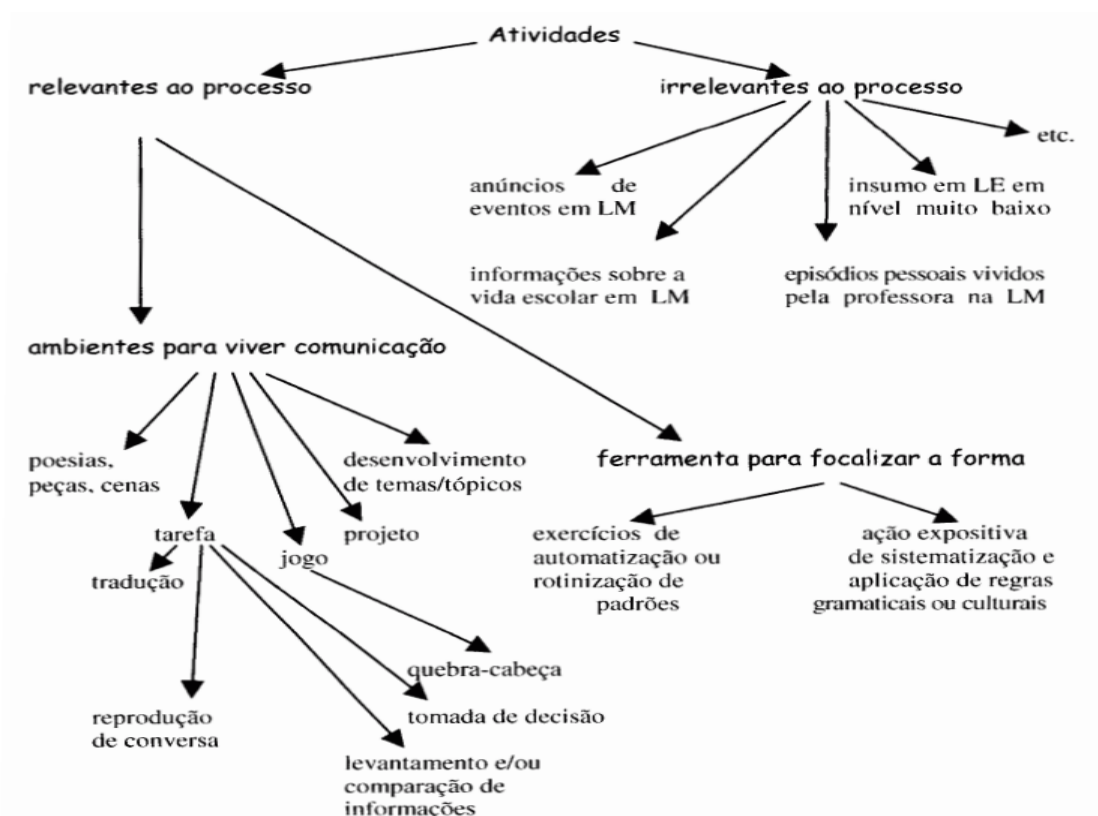 Atividades
relevantes ao processo
irrelevantes ao processo
etc.
anúncios de
eventos em LM
insumo em LE em
nível muito baixo
informações sobre a
vida escolar em LM
episódios pessoais vividos
pela professora na LM
ambientes para viver comunicação
poesias,
peças, cenas
desenvolvimento
de temas/tópicos
ferramenta para focalizar a forma
tarefa
jogo
projeto
exercícios de
automatização ou
rotinização de
padrões
ação expositiva
de sistematização e
aplicação de regras
gramaticais ou culturais
tradução
quebra-cabeça
reprodução
de conversa
tomada de decisão
levantamento e/ou
comparação de
informações